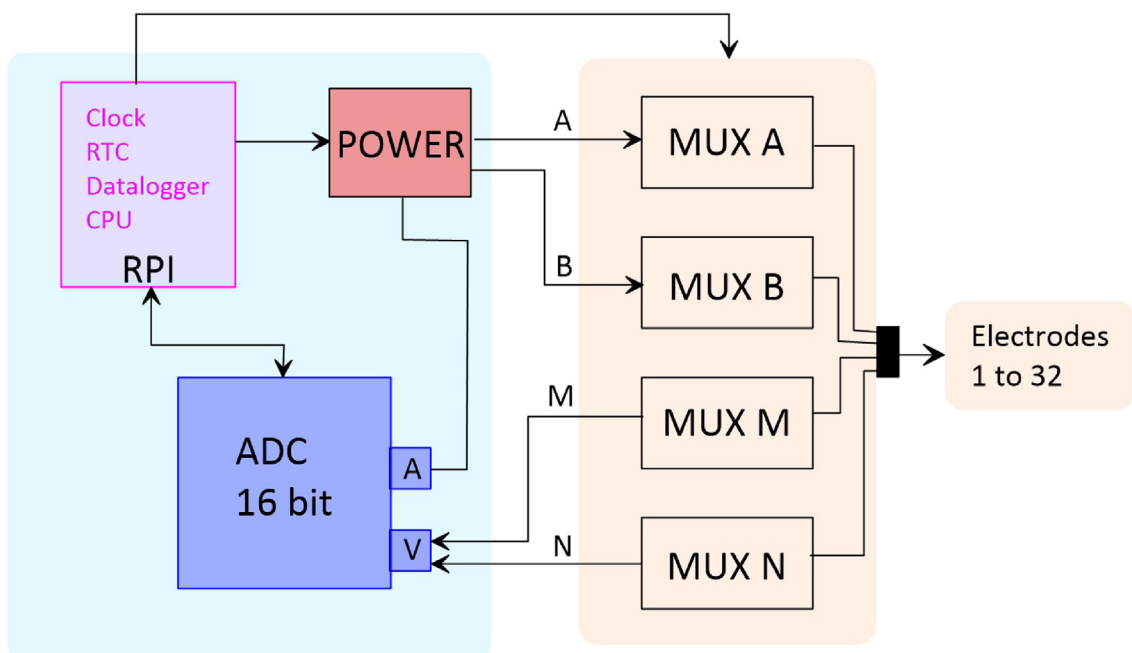 Clock
RTC
Datalogger
CPU
RPI
POWER
A
B
MUX A
MUX B
MUX M
MUX N
M
N
ADC
16 bit
A
V
Electrodes
1 to 32